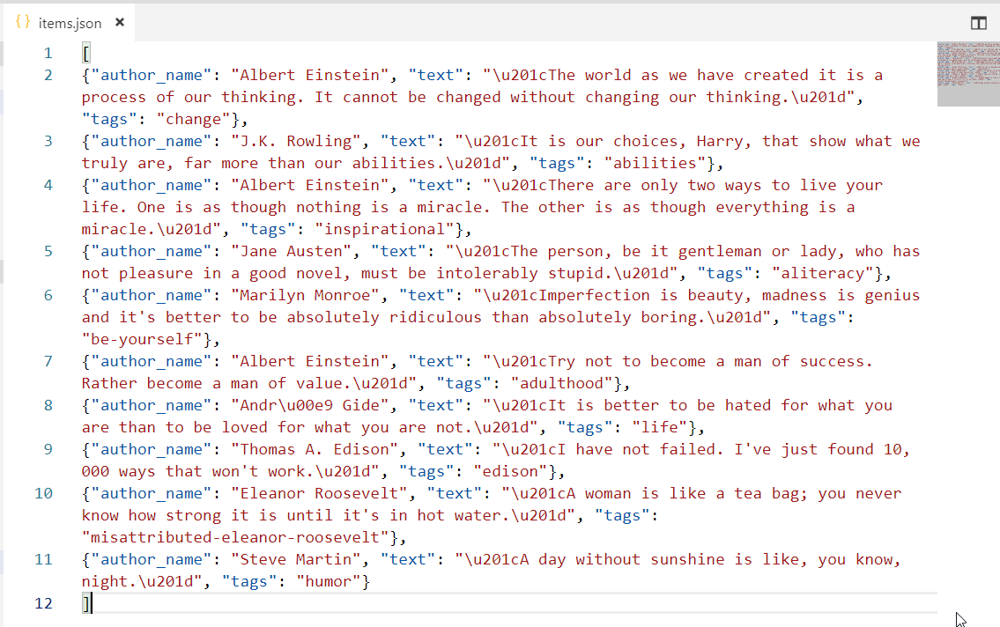 {} items.json ×
1 [
2 {"author_name": "Albert Einstein", "text": "\u201cThe world as we have created it is a
process of our thinking. It cannot be changed without changing our thinking.\u201d",
"tags": "change"},
3 {"author_name": "J.K. Rowling", "text": "\u201cIt is our choices, Harry, that show what we
truly are, far more than our abilities.\u201d", "tags": "abilities"},
4 {"author_name": "Albert Einstein", "text": "\u201cThere are only two ways to live your
life. One is as though nothing is a miracle. The other is as though everything is a
miracle.\u201d", "tags": "inspirational"},
5 {"author_name": "Jane Austen", "text": "\u201cThe person, be it gentleman or lady, who has
not pleasure in a good novel, must be intolerably stupid.\u201d", "tags": "aliteracy"},
6 {"author_name": "Marilyn Monroe", "text": "\u201cImperfection is beauty, madness is genius
and it's better to be absolutely ridiculous than absolutely boring.\u201d", "tags":
"be-yourself"},
7 {"author_name": "Albert Einstein", "text": "\u201cTry not to become a man of success.
Rather become a man of value.\u201d", "tags": "adulthood"},
8 {"author_name": "Andr\u00e9 Gide", "text": "\u201cIt is better to be hated for what you
are than to be loved for what you are not.\u201d", "tags": "life"},
9 {"author_name": "Thomas A. Edison", "text": "\u201cI have not failed. I've just found 10,
000 ways that won't work.\u201d", "tags": "edison"},
10 {"author_name": "Eleanor Roosevelt", "text": "\u201cA woman is like a tea bag; you never
know how strong it is until it's in hot water.\u201d", "tags":
"misattributed-eleanor-roosevelt"},
11 {"author_name": "Steve Martin", "text": "\u201cA day without sunshine is like, you know,
night.\u201d", "tags": "humor"}
12 ]